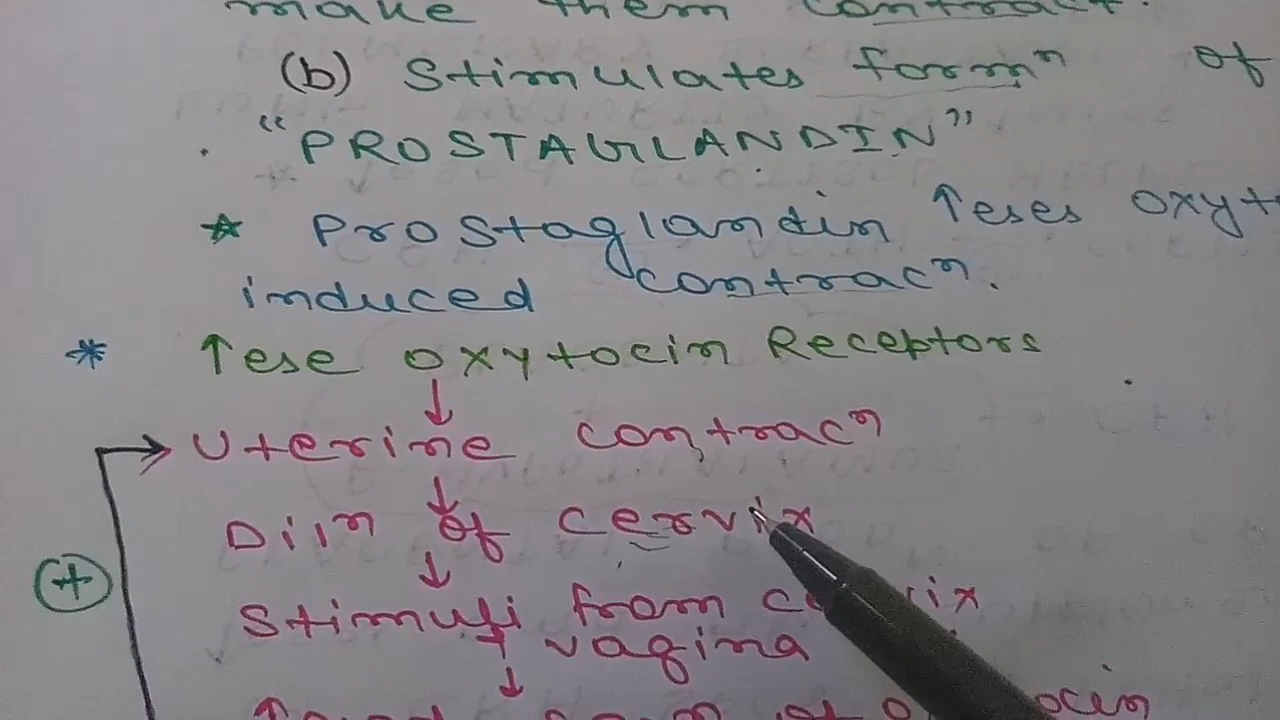 make them contract.
(b) Stimulates formⁿ of
"PROSTAGLANDIN"
* Prostaglandin ↑eses oxyt
induced contracⁿ.
* ↑ese oxytocin Receptors
↓
Uterine contracⁿ
↓
Dilⁿ of cervix
↓
+ Stimuli from cervix
+ vagina
↓